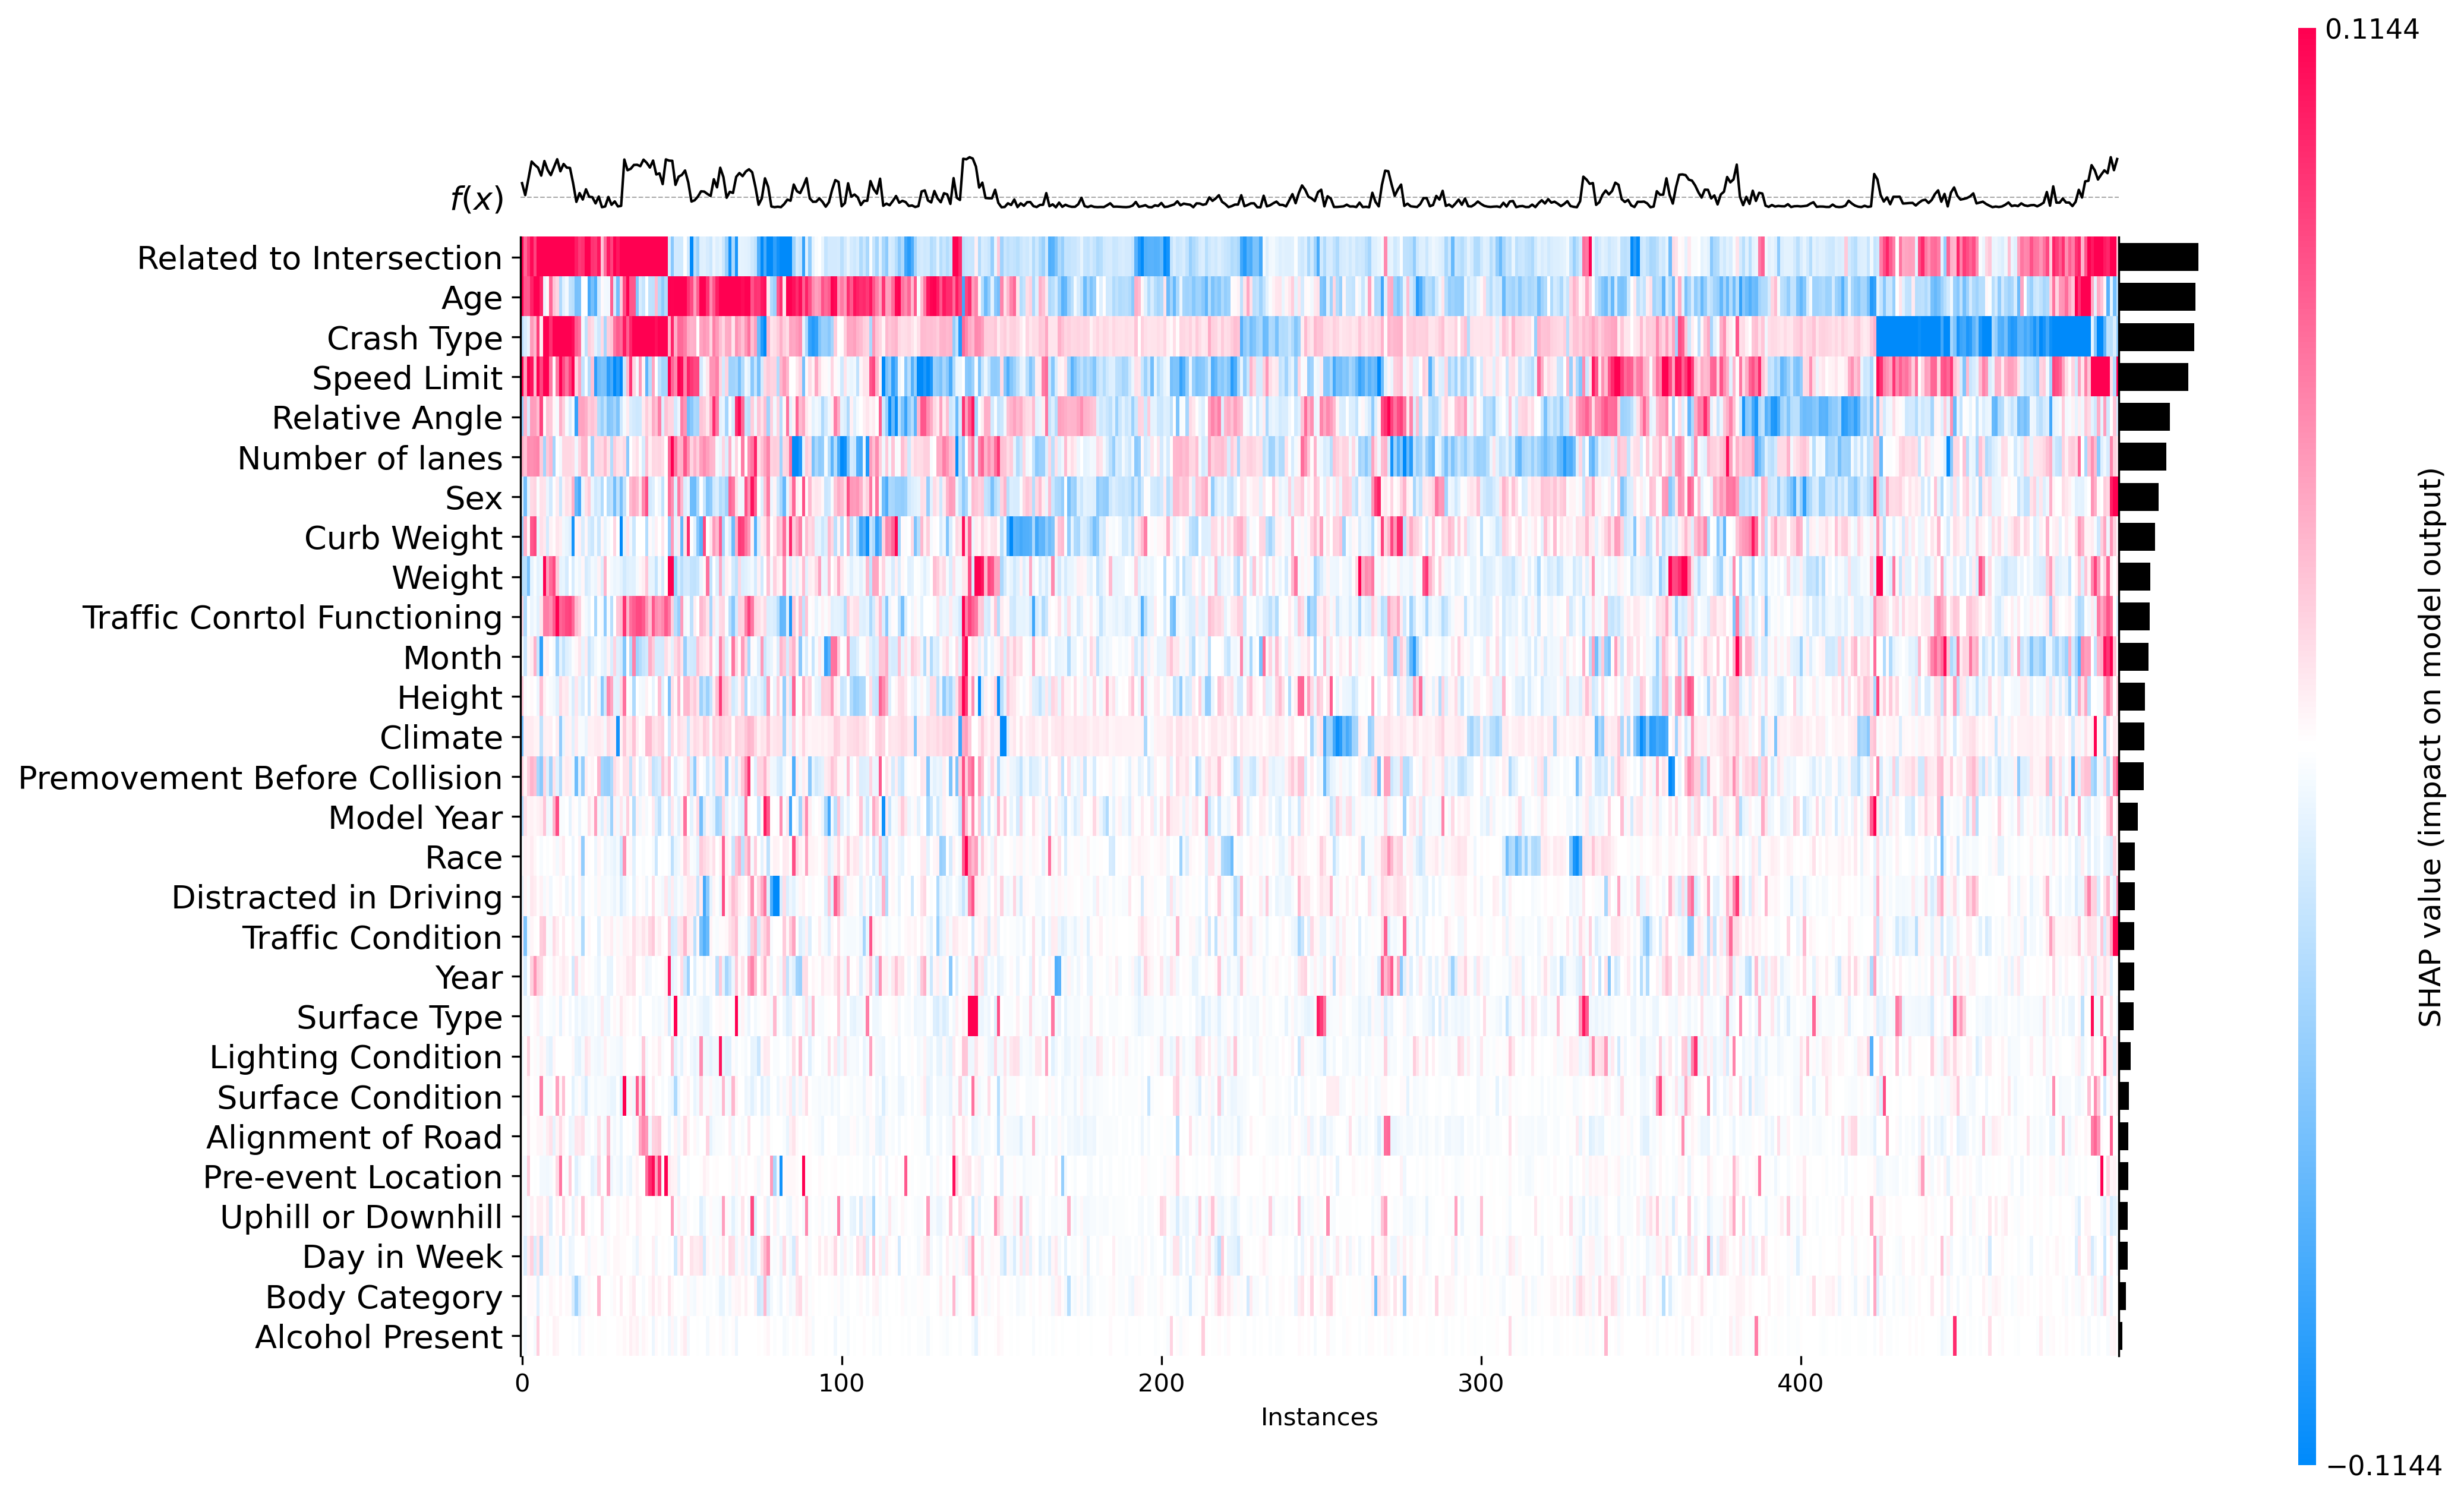 0.1144
f(x)
Related to Intersection
Age
Crash Type
Speed Limit
Relative Angle
Number of lanes
Sex
Curb Weight
Weight
Traffic Conrtol Functioning
Month
Height
Climate
Premovement Before Collision
Model Year
Race
Distracted in Driving
Traffic Condition
Year
Surface Type
Lighting Condition
Surface Condition
Alignment of Road
Pre-event Location
Uphill or Downhill
Day in Week
Body Category
Alcohol Present
0 100 200 300 400
Instances
SHAP value (impact on model output)
−0.1144